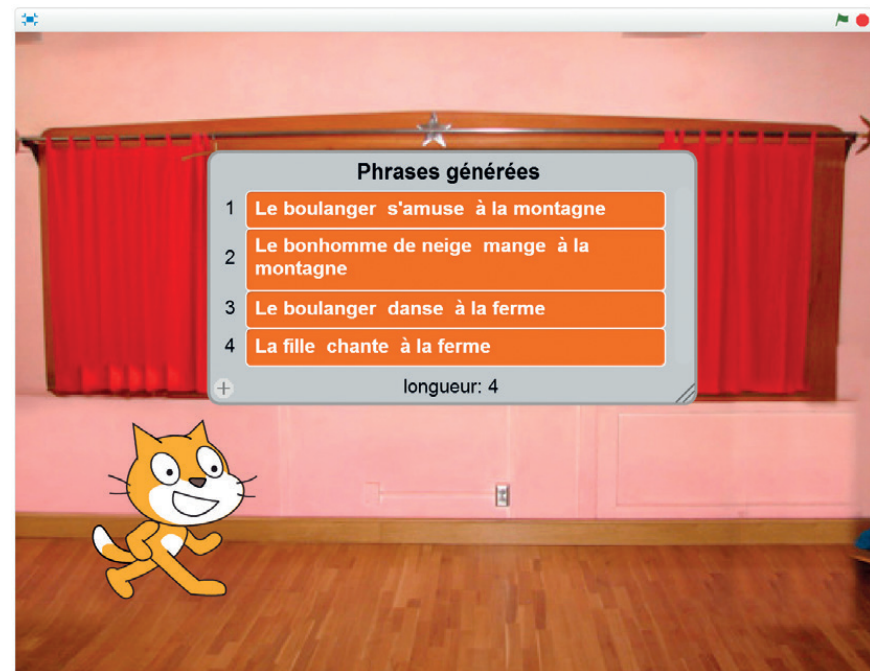 Phrases générées
1 Le boulanger s'amuse à la montagne
2 Le bonhomme de neige mange à la
montagne
3 Le boulanger danse à la ferme
4 La fille chante à la ferme
+ longueur: 4